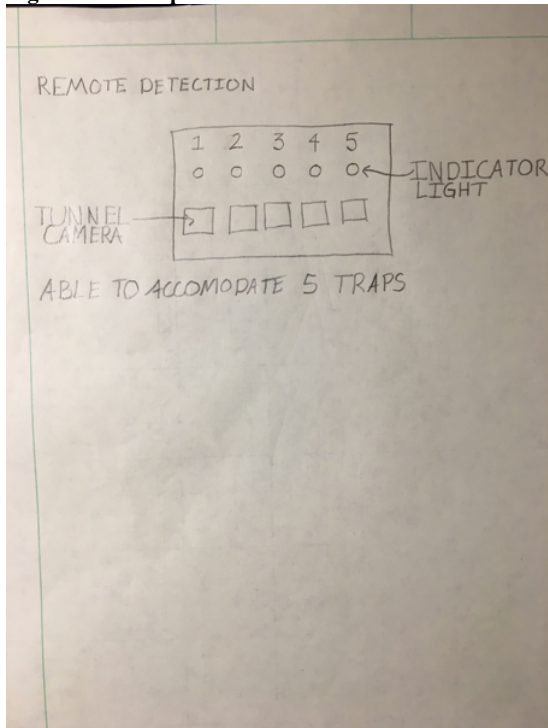 REMOTE DETECTION
1 2 3 4 5
INDICATOR
LIGHT
TUNNEL
CAMERA
ABLE TO ACCOMODATE 5 TRAPS